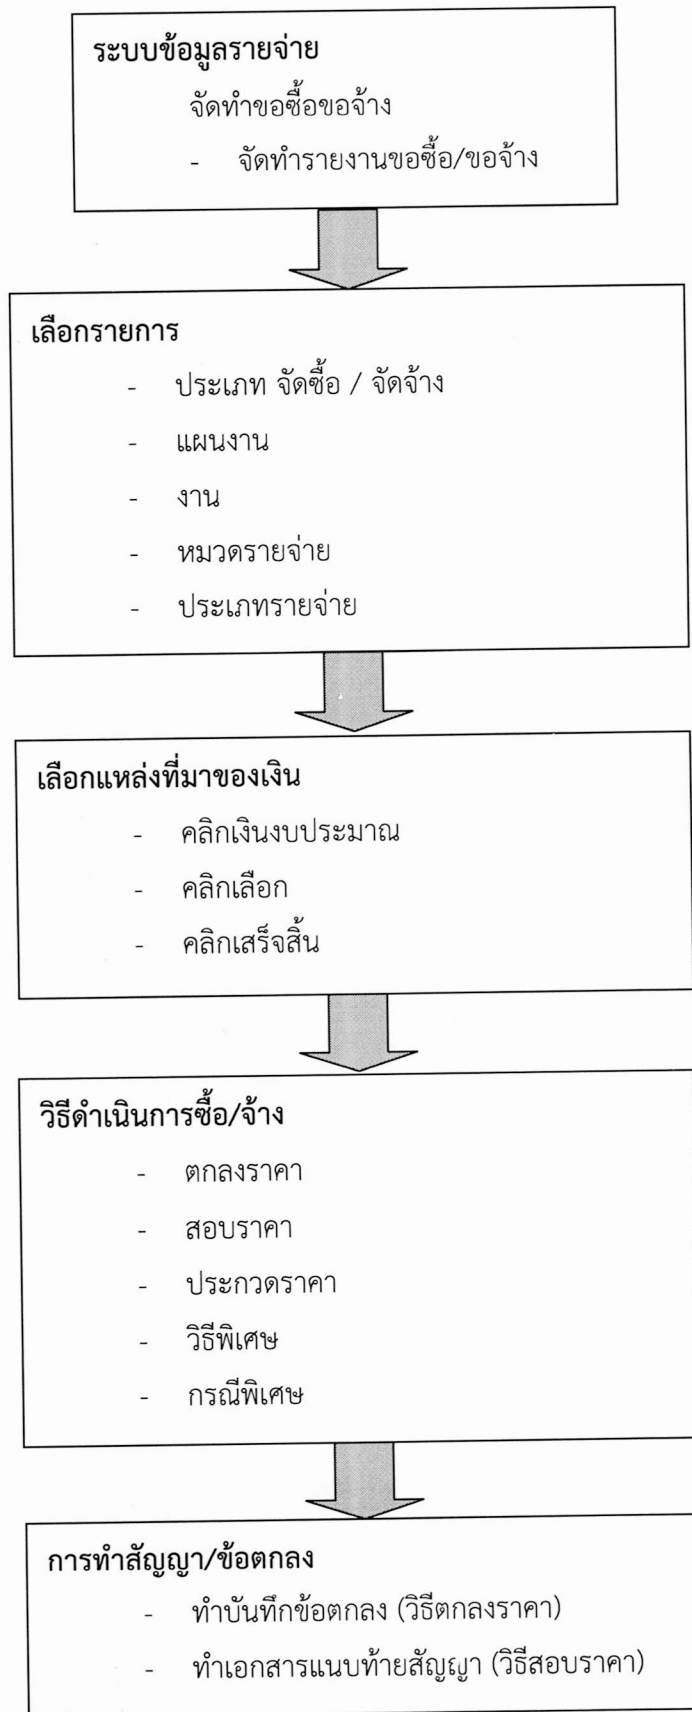 ระบบข้อมูลรายจ่าย
จัดทำขอซื้อขอจ้าง
- จัดทำรายงานขอซื้อ/ขอจ้าง
เลือกรายการ
- ประเภท จัดซื้อ / จัดจ้าง
- แผนงาน
- งาน
- หมวดรายจ่าย
- ประเภทรายจ่าย
เลือกแหล่งที่มาของเงิน
- คลิกเงินงบประมาณ
- คลิกเลือก
- คลิกเสร็จสิ้น
วิธีดำเนินการซื้อ/จ้าง
- ตกลงราคา
- สอบราคา
- ประกวดราคา
- วิธีพิเศษ
- กรณีพิเศษ
การทำสัญญา/ข้อตกลง
- ทำบันทึกข้อตกลง (วิธีตกลงราคา)
- ทำเอกสารแนบท้ายสัญญา (วิธีสอบราคา)